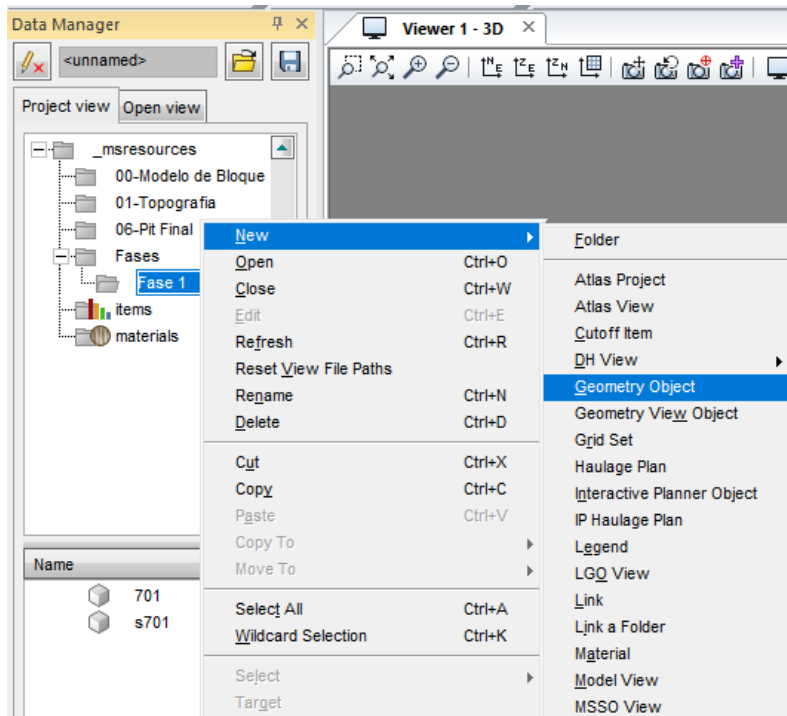 Data Manager
<unnamed>
Project view Open view
_msresources
00-Modelo de Bloque
01-Topografia
06-Pit Final
Fases
Fase 1
items
materials
Name
701
s701
Viewer 1 - 3D
New
Open Ctrl+O
Close Ctrl+W
Edit Ctrl+E
Refresh Ctrl+R
Reset View File Paths
Rename Ctrl+N
Delete Ctrl+D
Cut Ctrl+X
Copy Ctrl+C
Paste Ctrl+V
Copy To
Move To
Select All Ctrl+A
Wildcard Selection Ctrl+K
Select
Target
Folder
Atlas Project
Atlas View
Cutoff Item
DH View
Geometry Object
Geometry View Object
Grid Set
Haulage Plan
Interactive Planner Object
IP Haulage Plan
Legend
LGO View
Link
Link a Folder
Material
Model View
MSSO View